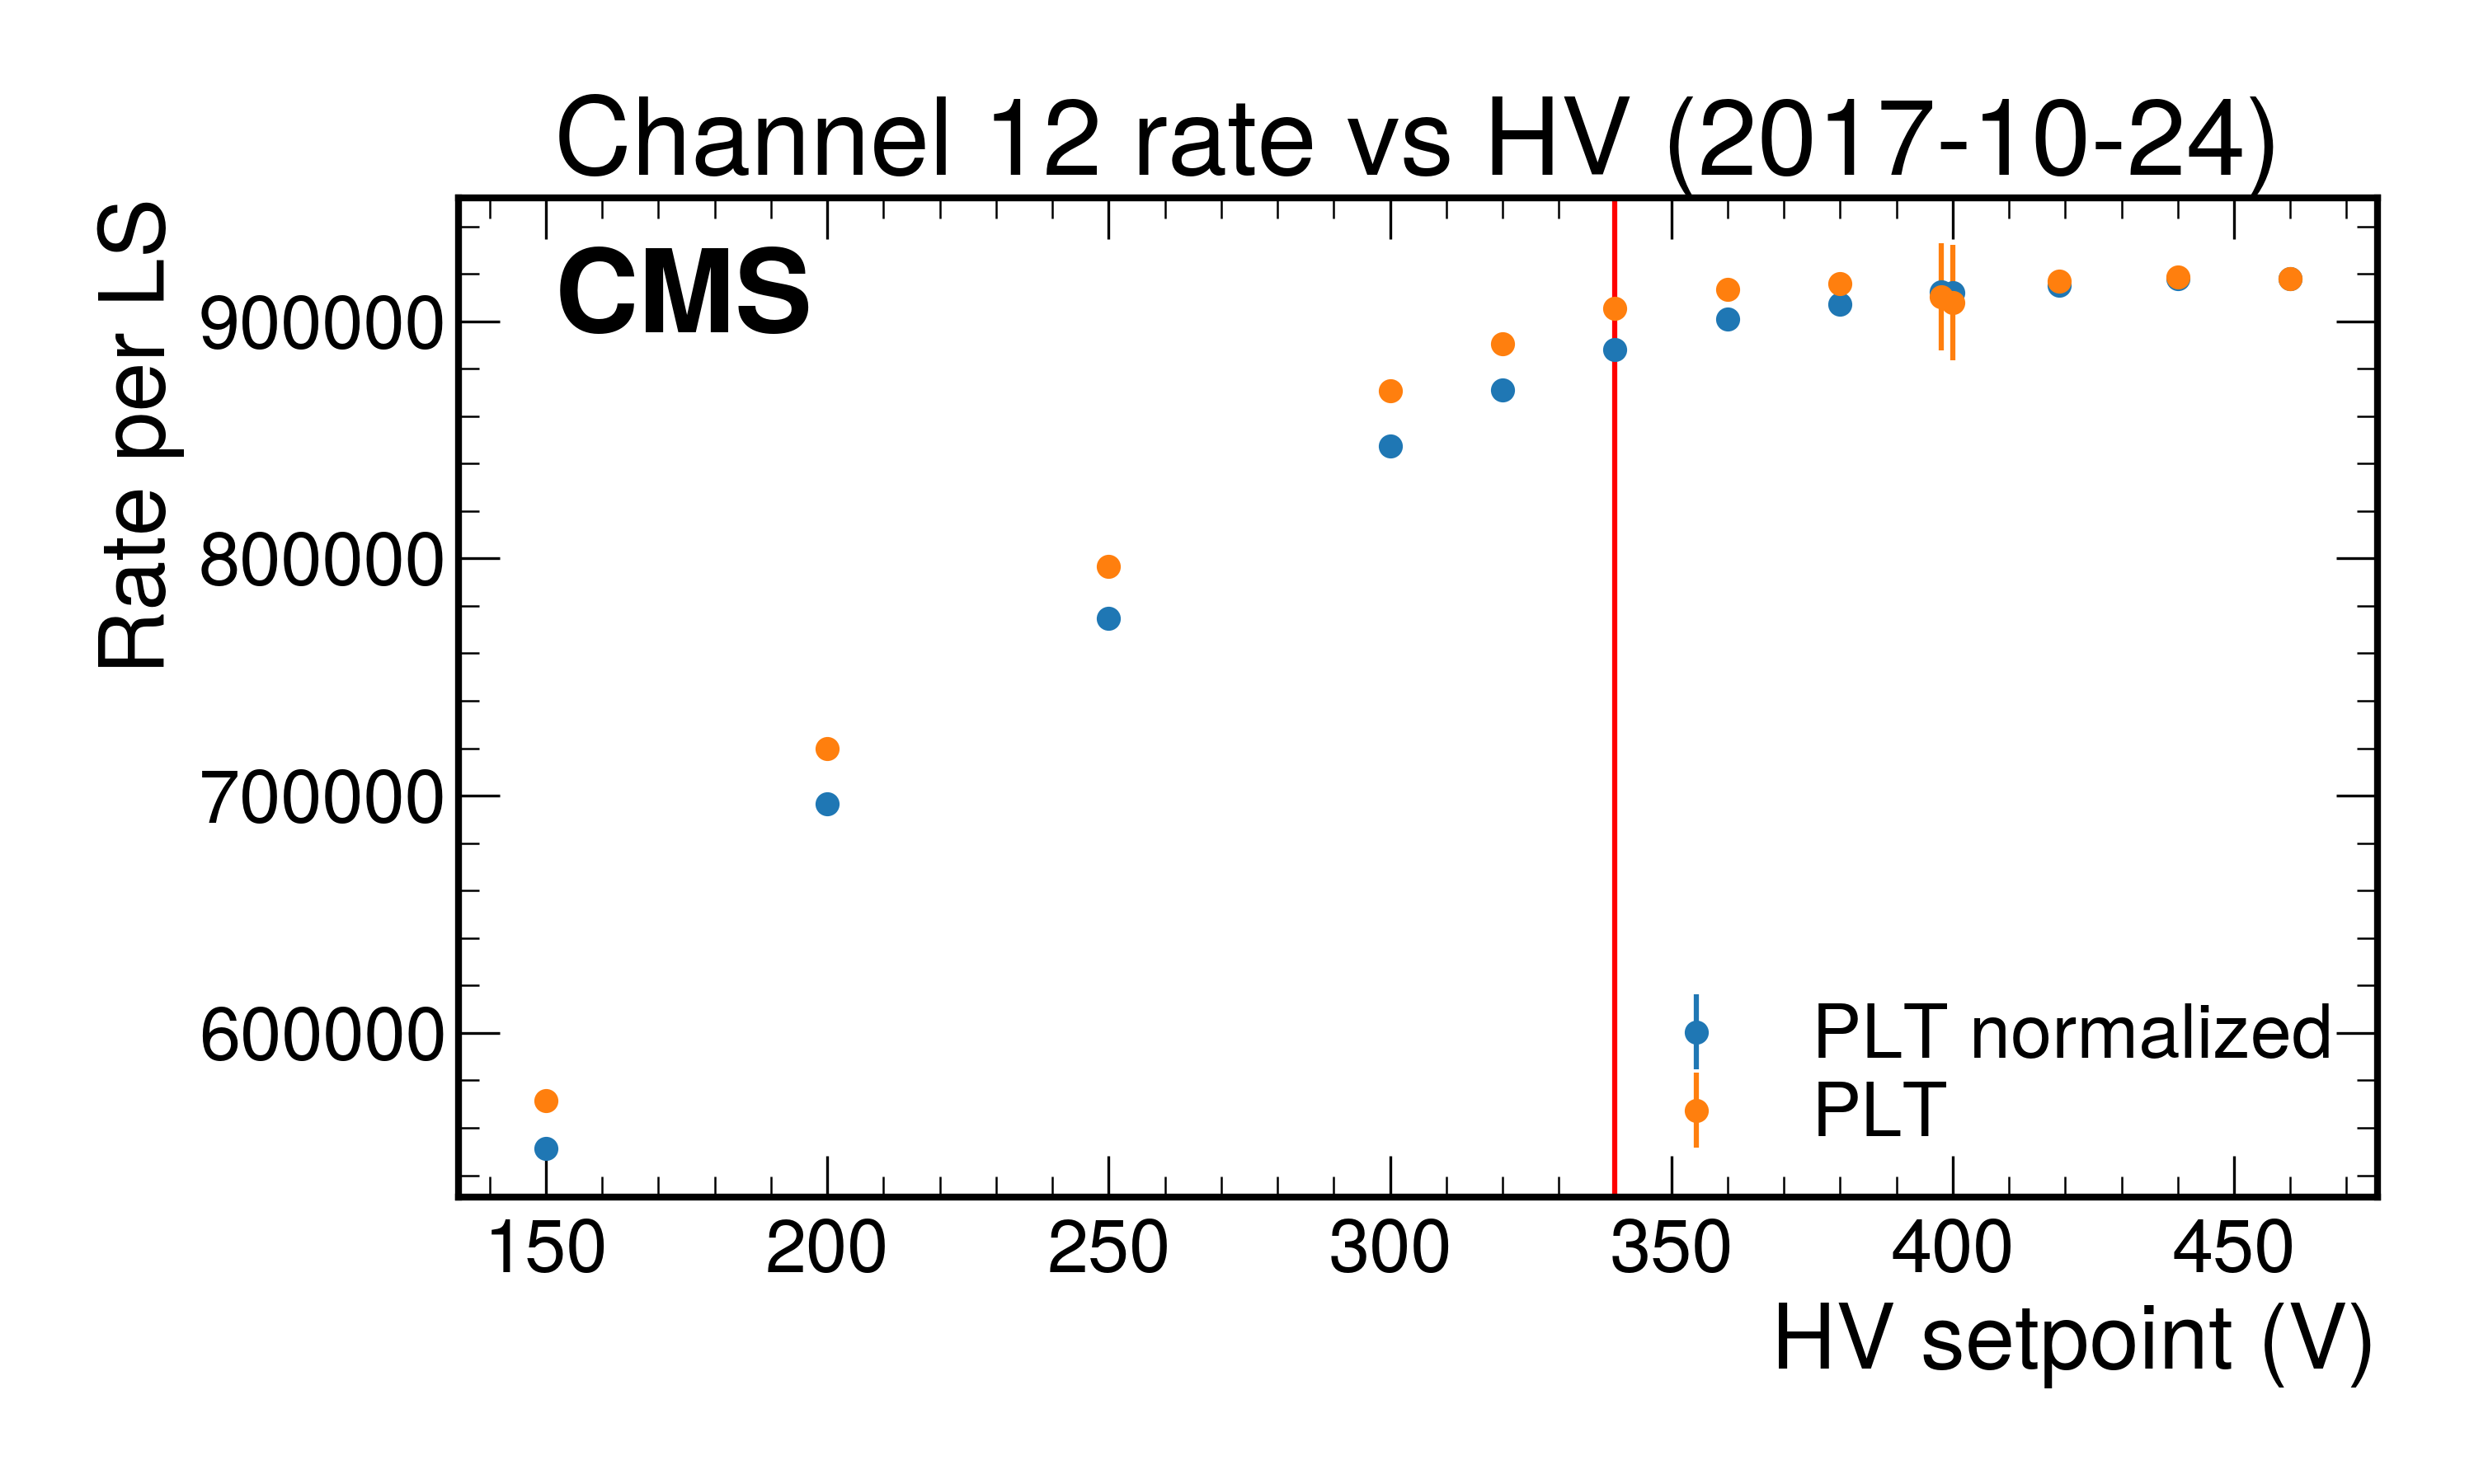 Channel 12 rate vs HV (2017-10-24)
CMS
Rate per LS
900000
800000
700000
600000
PLT normalized
PLT
150 200 250 300 350 400 450
HV setpoint (V)